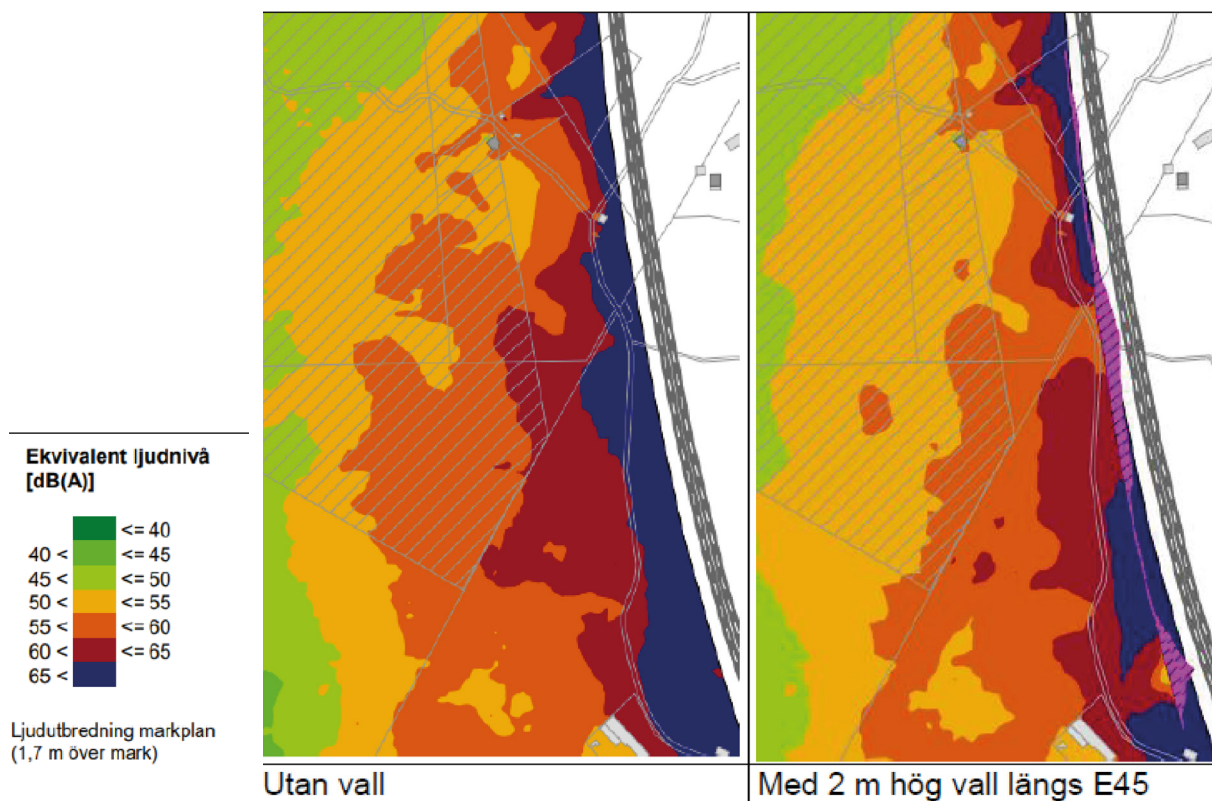 Ekvivalent ljudnivå
[dB(A)]
<= 40
40 < <= 45
45 < <= 50
50 < <= 55
55 < <= 60
60 < <= 65
65 <
Ljudutbredning markplan
(1,7 m över mark)
Utan vall
Med 2 m hög vall längs E45